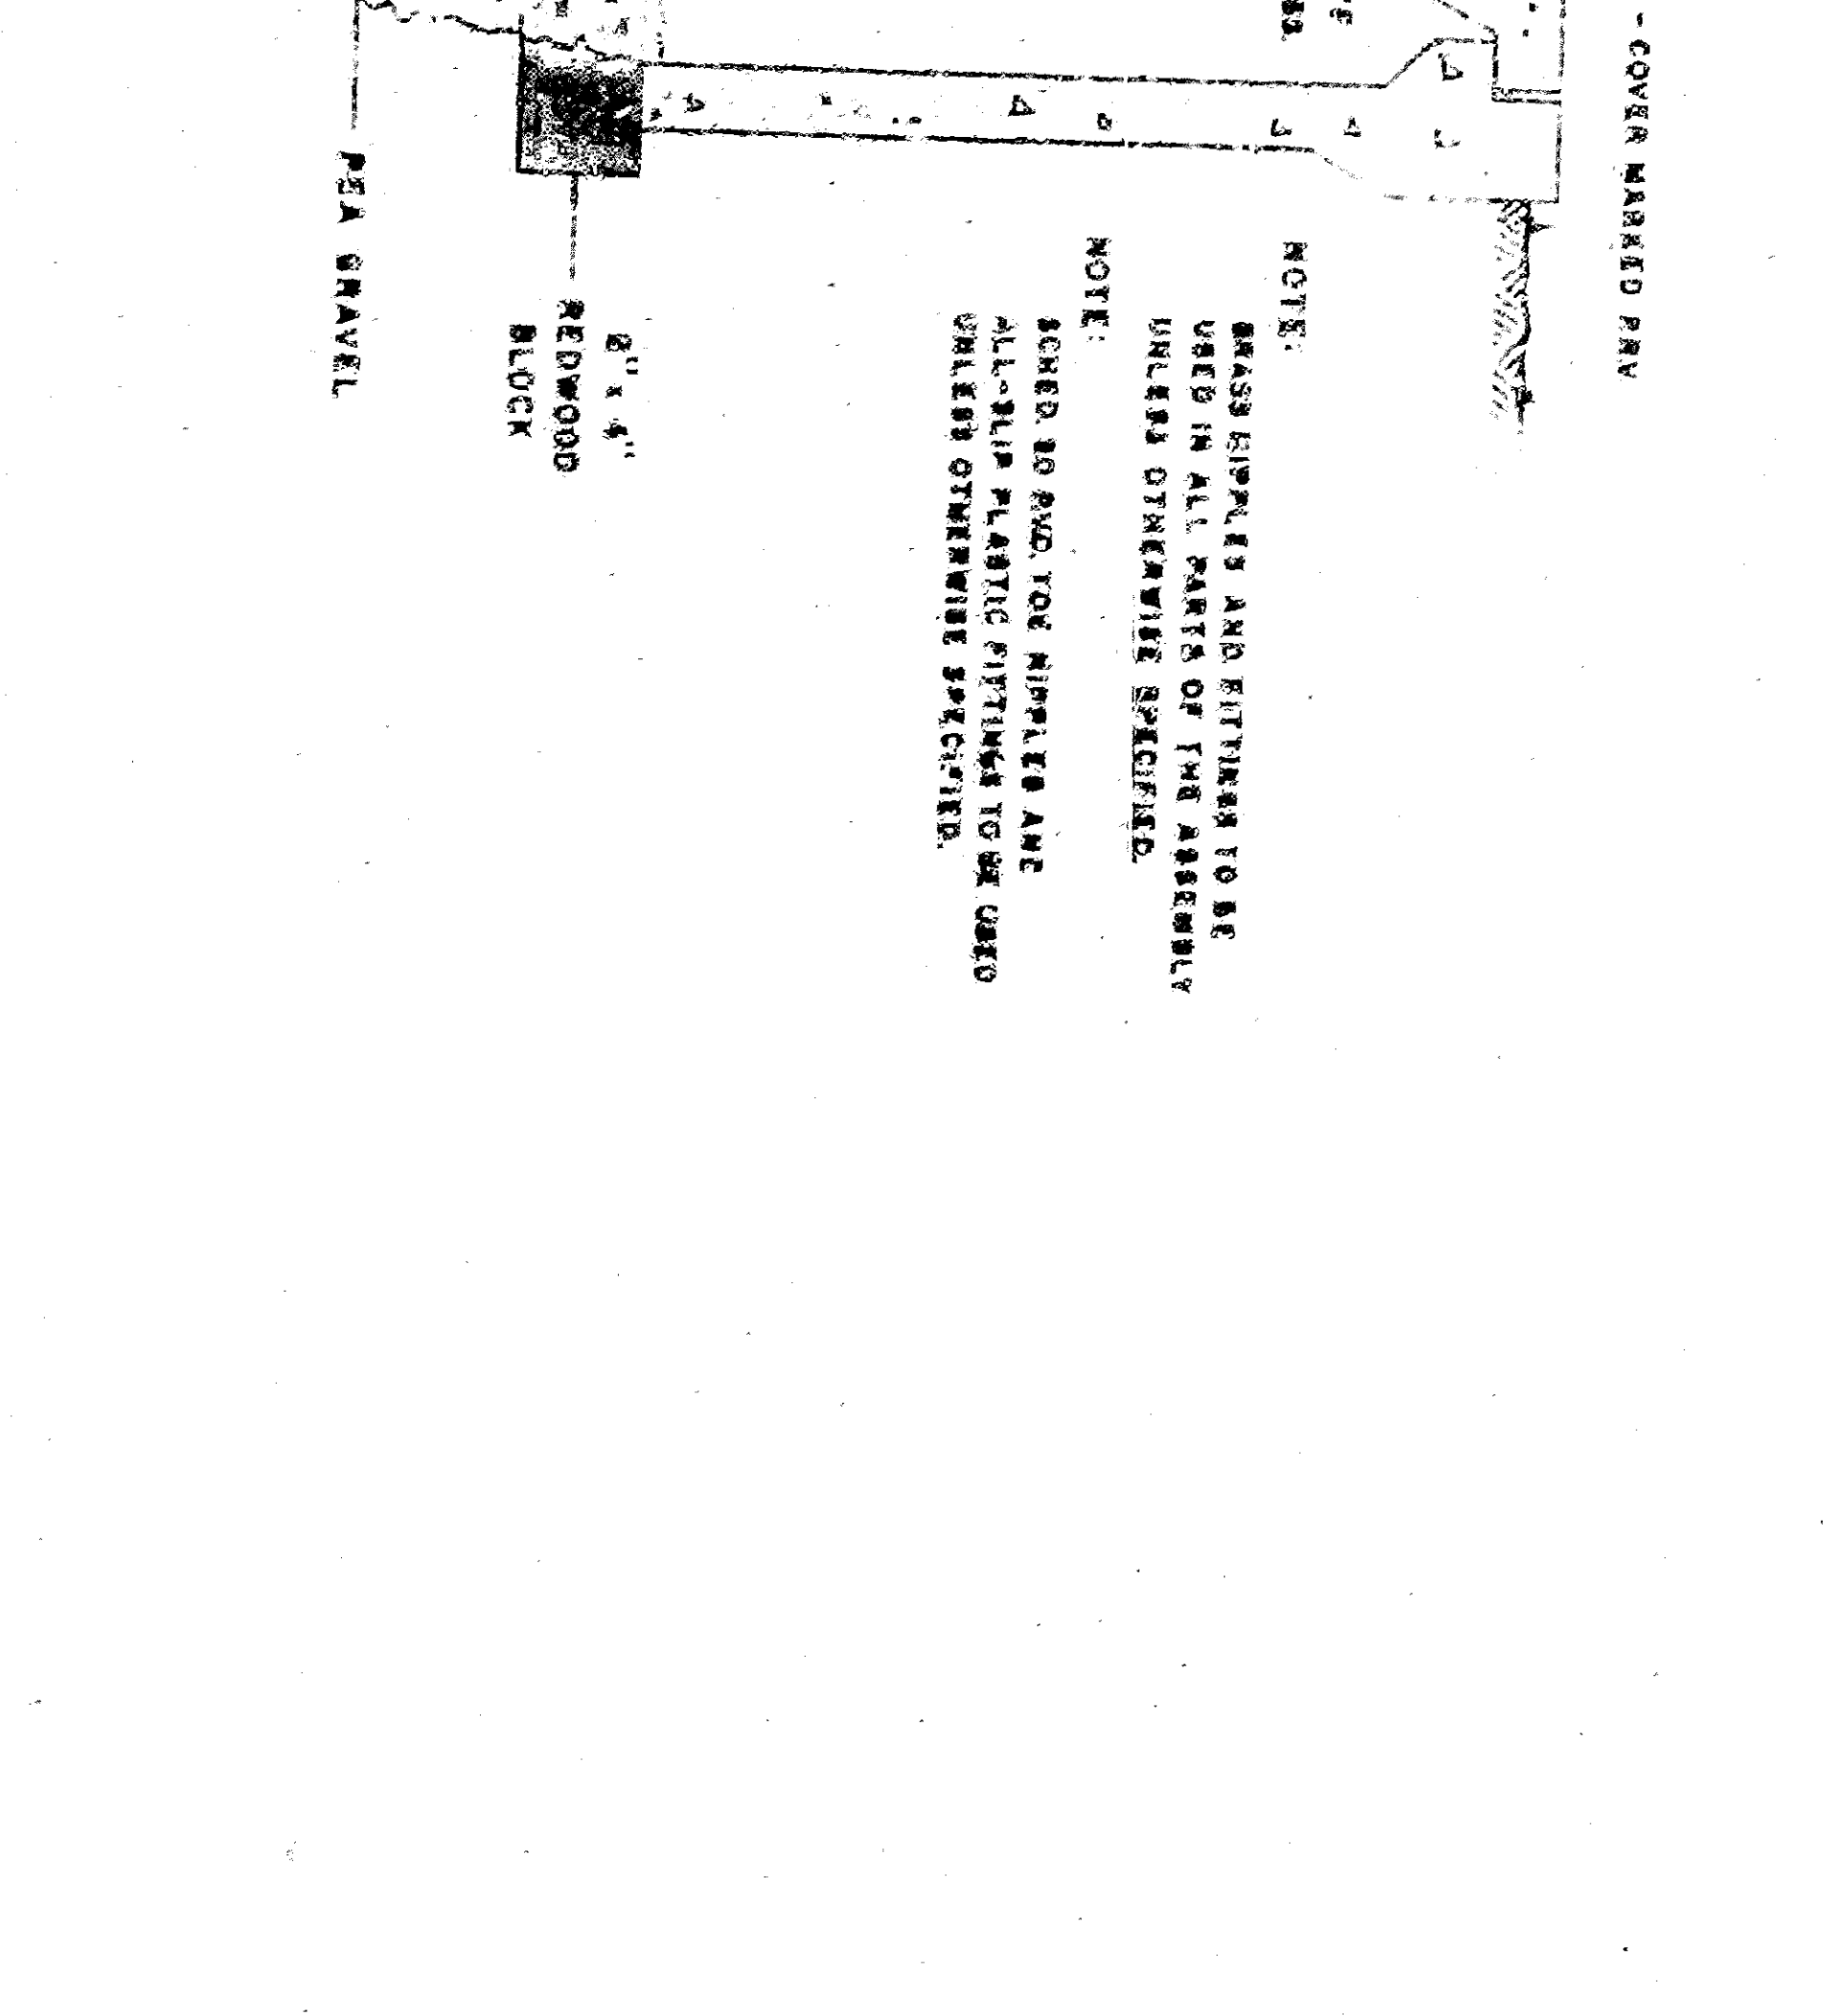 -COVER MARKED PRV
NOTE:
BRASS NIPPLES AND FITTINGS TO BE
USED IN ALL PARTS OF THE ASSEMBLY
UNLESS OTHERWISE SPECIFIED.
NOTE:
SCHED. 80 TOE NIPPLES AND
ALL-SLIP PLASTIC FITTINGS TO BE USED
UNLESS OTHERWISE SPECIFIED.
2" x 4"
REDWOOD
BLOCK
PEA GRAVEL